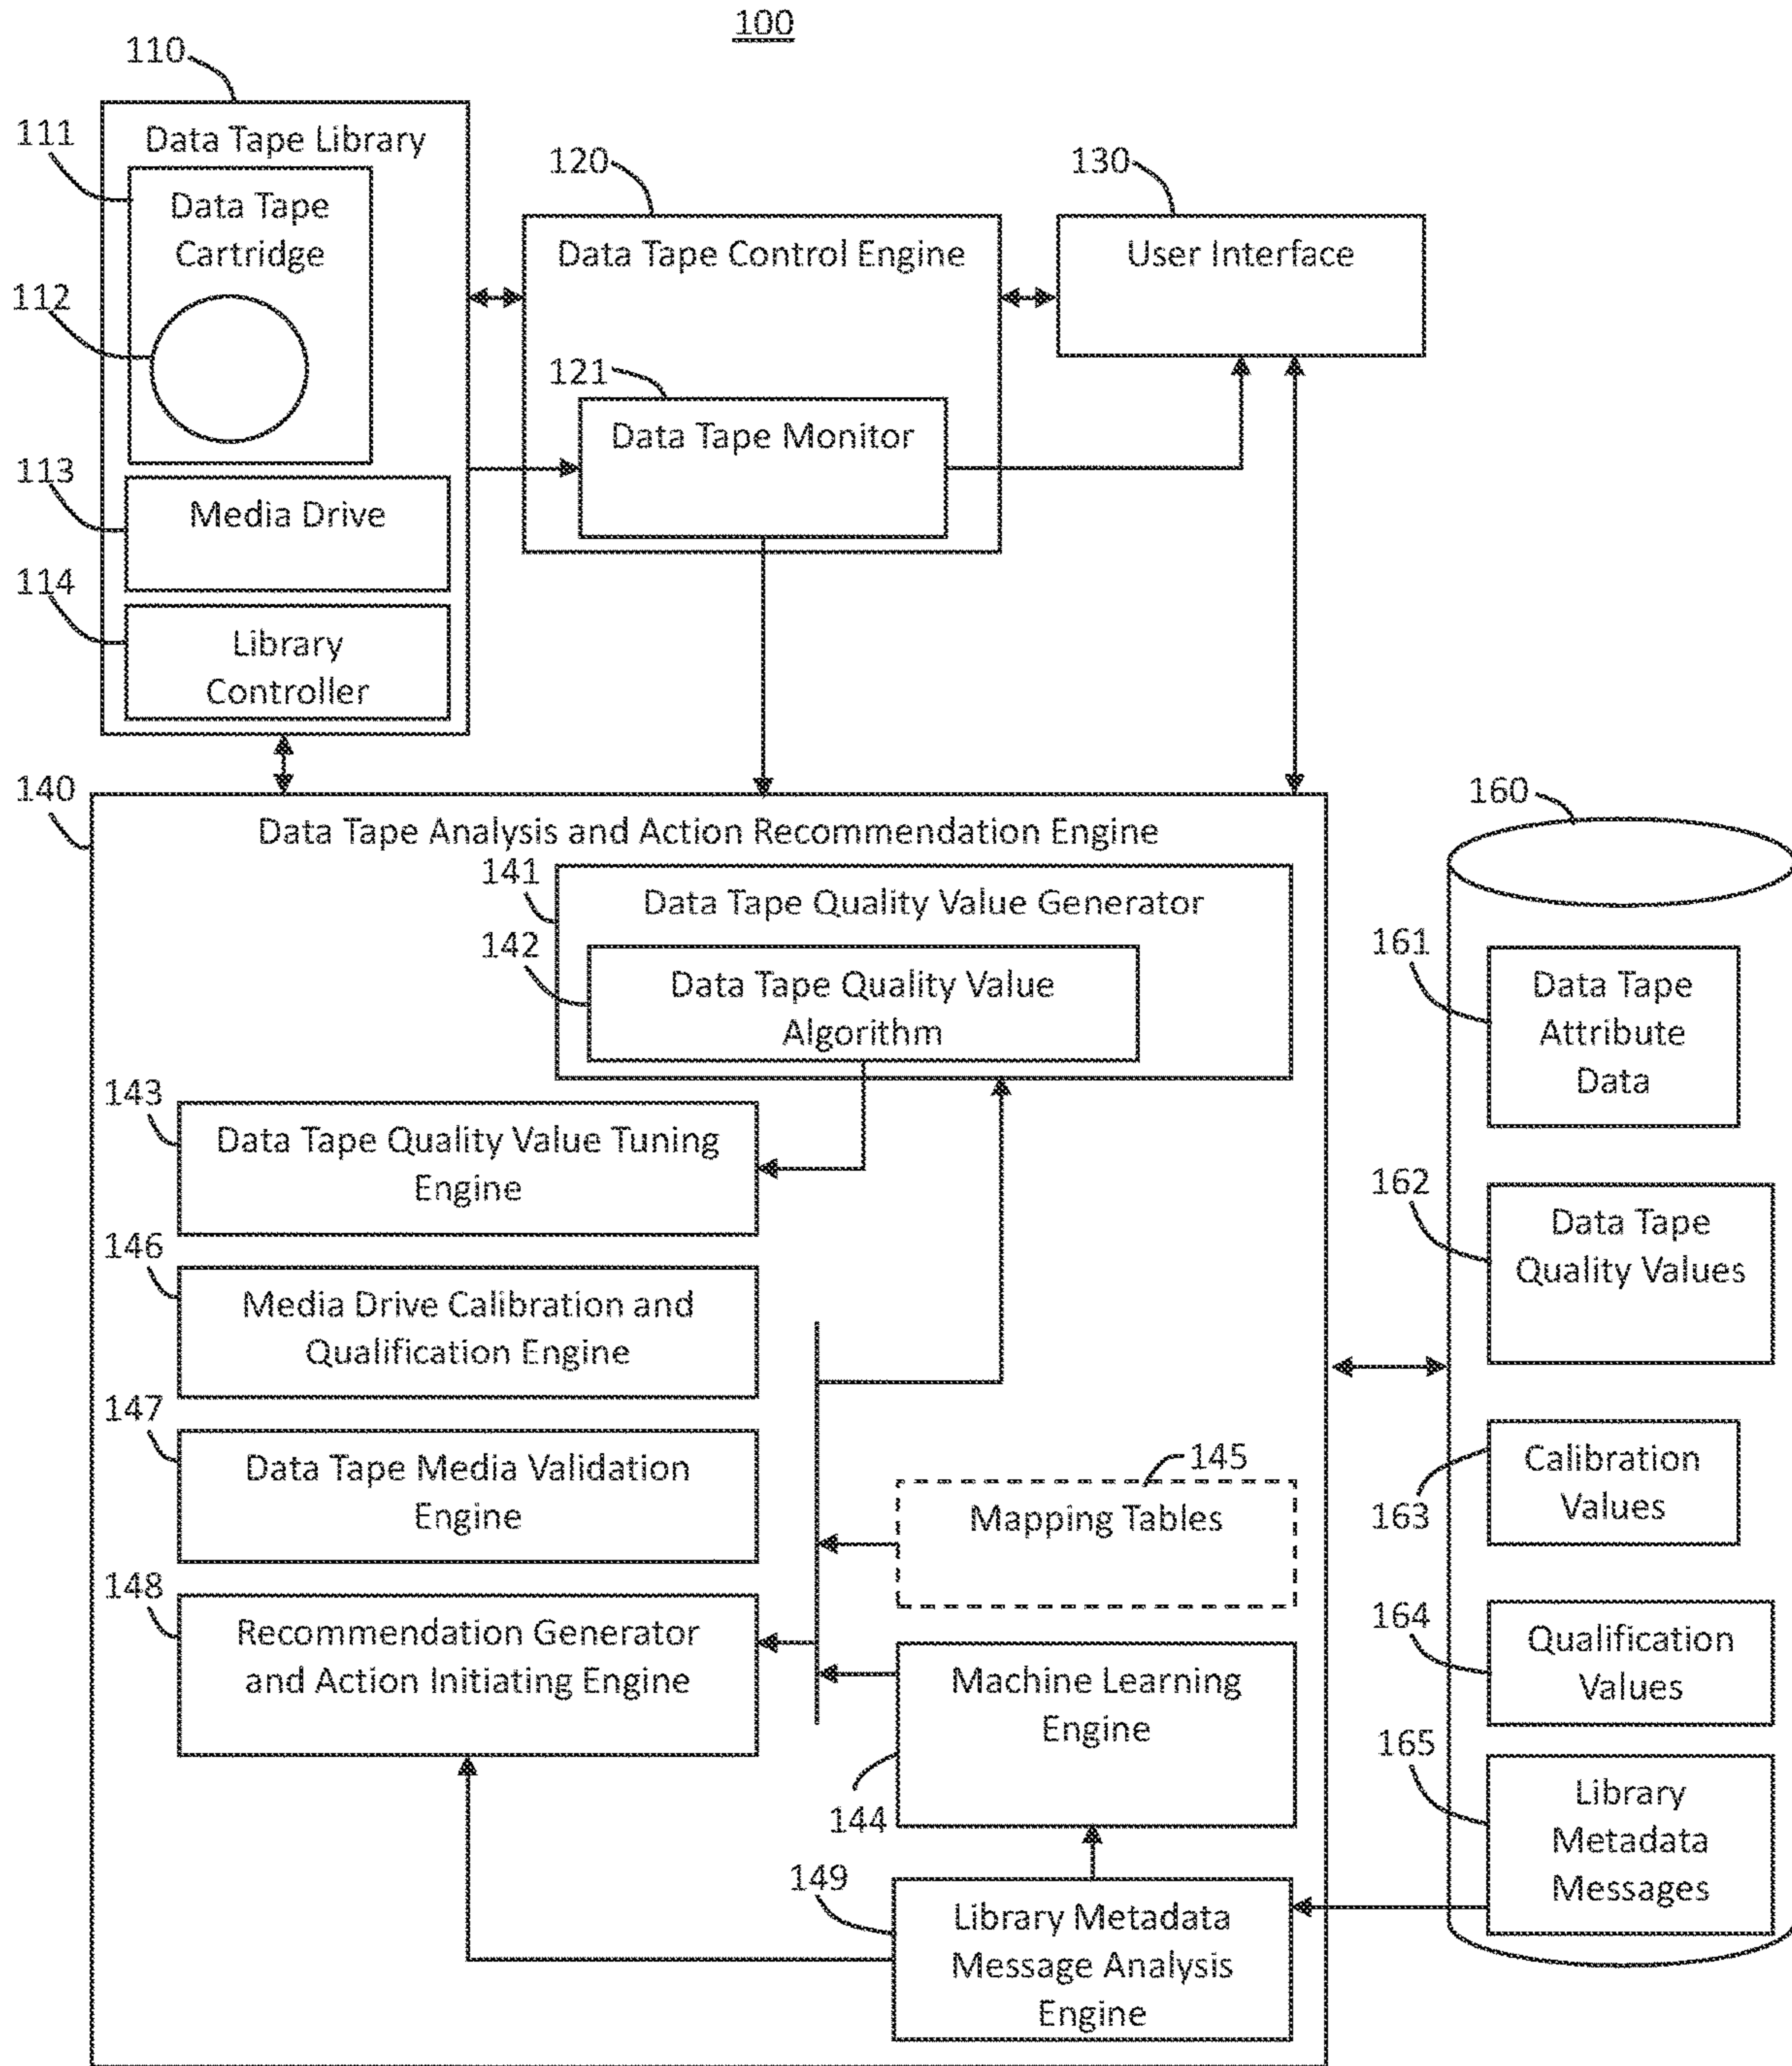 100
110
Data Tape Library
111
Data Tape
Cartridge
112
113
Media Drive
114
Library
Controller
120
Data Tape Control Engine
121
Data Tape Monitor
130
User Interface
140
Data Tape Analysis and Action Recommendation Engine
141
Data Tape Quality Value Generator
142
Data Tape Quality Value
Algorithm
143
Data Tape Quality Value Tuning
Engine
146
Media Drive Calibration and
Qualification Engine
147
Data Tape Media Validation
Engine
145
Mapping Tables
148
Recommendation Generator
and Action Initiating Engine
Machine Learning
Engine
144
149
Library Metadata
Message Analysis
Engine
160
161
Data Tape
Attribute
Data
162
Data Tape
Quality Values
163
Calibration
Values
164
Qualification
Values
165
Library
Metadata
Messages